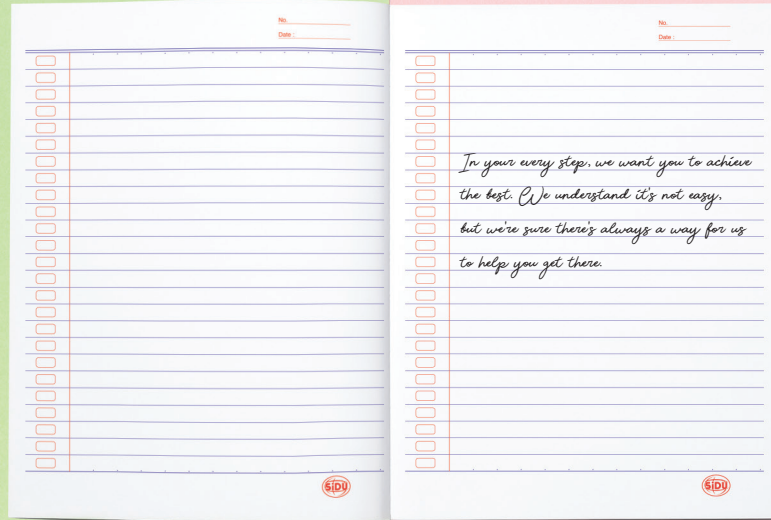 No.
Date :
No.
Date :
In your every step, we want you to achieve
the best. We understand it's not easy,
but we're sure there's always a way for us
to help you get there.
SiDU
SiDU